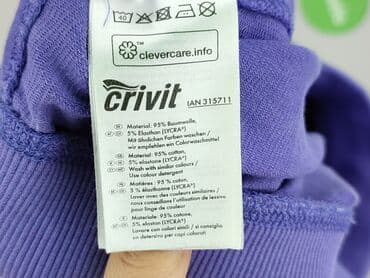 40
clevercare.info
crivit
IAN 315711
Material: 95% Baumwolle,
5% Elasthan (LYCRA®)
Mit ähnlichen Farben waschen /
wir empfehlen ein Colorwaschmittel
Material: 95% cotton,
5% elastane (LYCRA®)
Wash with similar colours /
Use colour detergent
Matières: 95 % coton,
5 % élasthanne (LYCRA®)
Laver avec des couleurs similaires /
nous conseillons l'utilisation de lessive
pour linge de couleur
Materiale: 95% cotone,
5% elastan (LYCRA®)
Lavare con colori simili / si consiglia
un detersivo per capi colorati